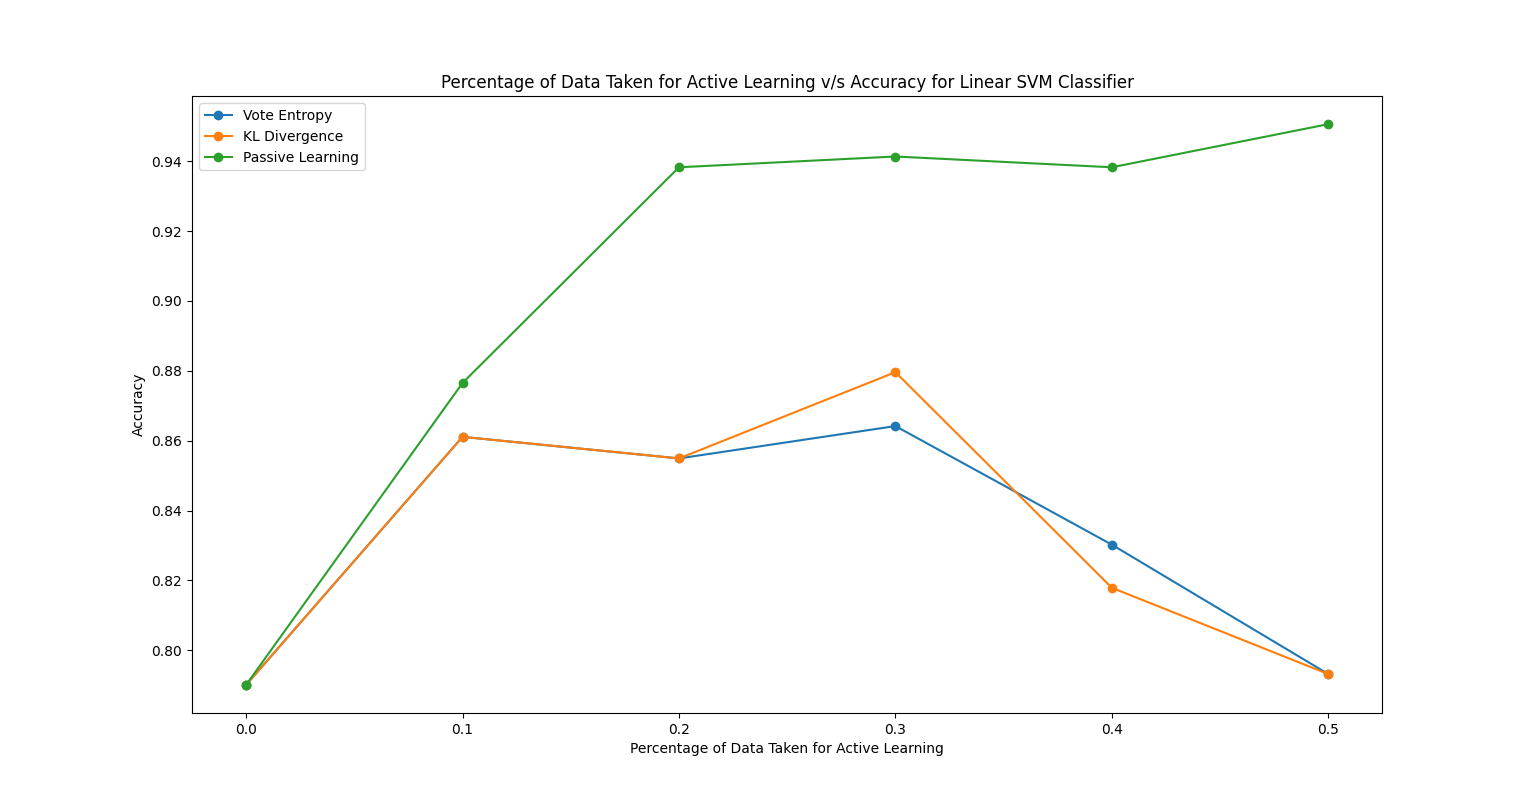 Percentage of Data Taken for Active Learning v/s Accuracy for Linear SVM Classifier
Vote Entropy
KL Divergence
Passive Learning
0.94
0.92
0.90
0.88
0.86
0.84
0.82
0.80
Accuracy
0.0 0.1 0.2 0.3 0.4 0.5
Percentage of Data Taken for Active Learning